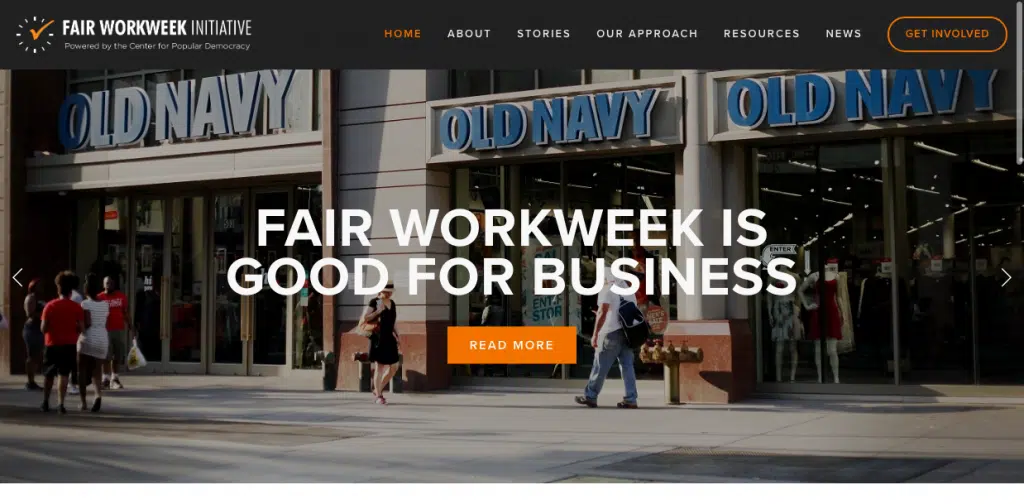 FAIR WORKWEEK INITIATIVE
Powered by the Center for Popular Democracy
HOME ABOUT STORIES OUR APPROACH RESOURCES NEWS GET INVOLVED
OLD NAVY OLD NAVY OLD NAVY
FAIR WORKWEEK IS
ENTER
GOOD FOR BUSINESS
READ MORE